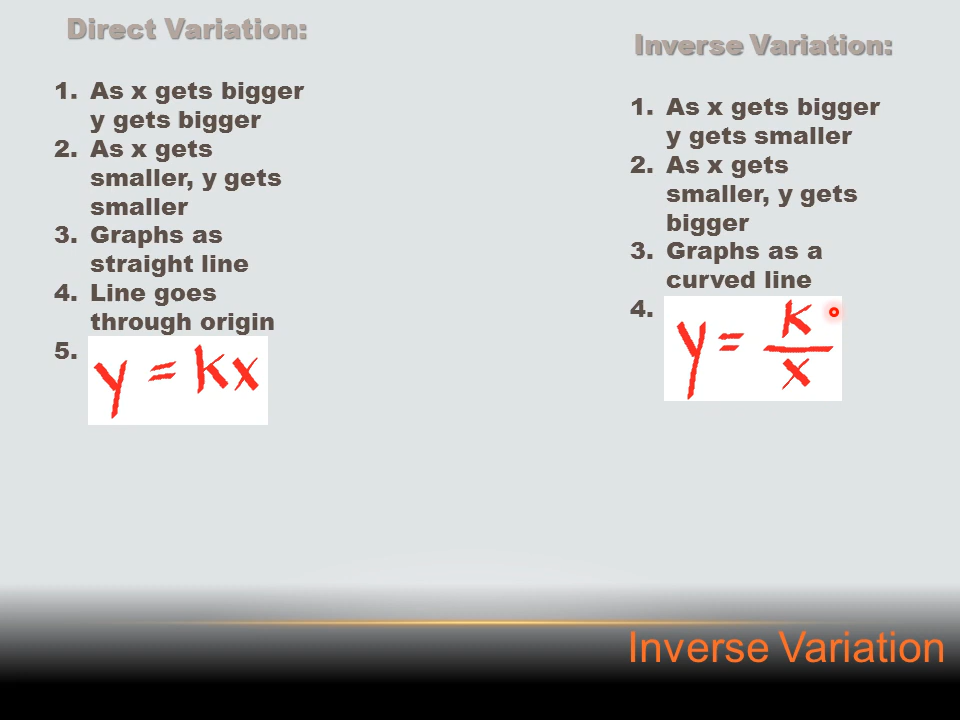 Direct Variation:
1. As x gets bigger
y gets bigger
2. As x gets
smaller, y gets
smaller
3. Graphs as
straight line
4. Line goes
through origin
5.
y = kx
Inverse Variation:
1. As x gets bigger
y gets smaller
2. As x gets
smaller, y gets
bigger
3. Graphs as a
curved line
4.
y = k/x
Inverse Variation